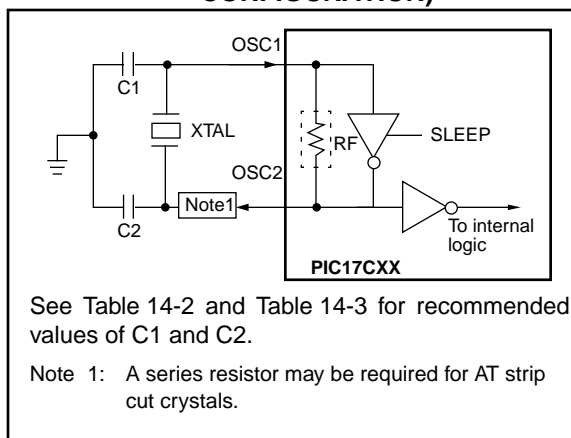 CONFIGURATION)
OSC1
C1
XTAL
RF
SLEEP
OSC2
Note1
C2
To internal
logic
PIC17CXX
See Table 14-2 and Table 14-3 for recommended
values of C1 and C2.
Note 1: A series resistor may be required for AT strip
cut crystals.